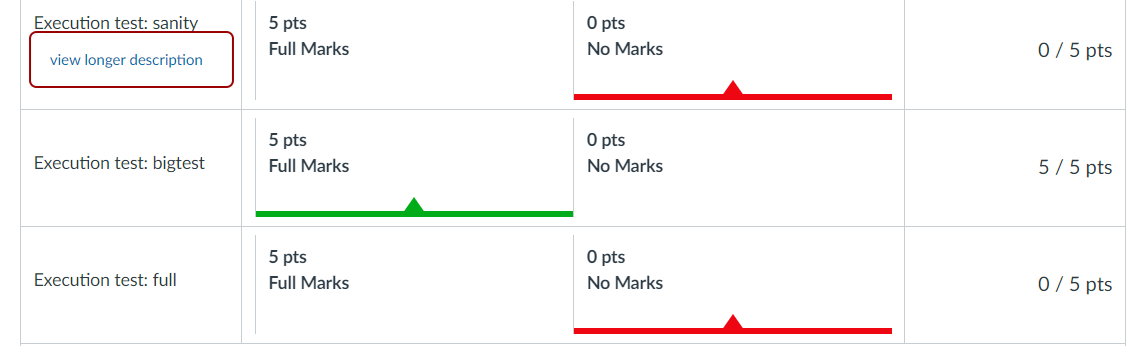 Execution test: sanity
view longer description
5 pts
Full Marks
0 pts
No Marks
0 / 5 pts
Execution test: bigtest
5 pts
Full Marks
0 pts
No Marks
5 / 5 pts
Execution test: full
5 pts
Full Marks
0 pts
No Marks
0 / 5 pts